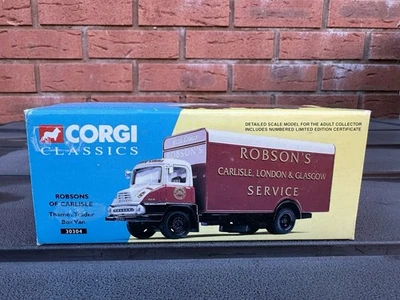 CORGI
CLASSICS
DETAILED SCALE MODEL FOR THE ADULT COLLECTOR
INCLUDES NUMBERED LIMITED EDITION CERTIFICATE
ROBSONS
OF CARLISLE
Thames Trader
Box Van
30304
ROBSON'S
ROBSON'S
CARLISLE, LONDON & GLASGOW
SERVICE